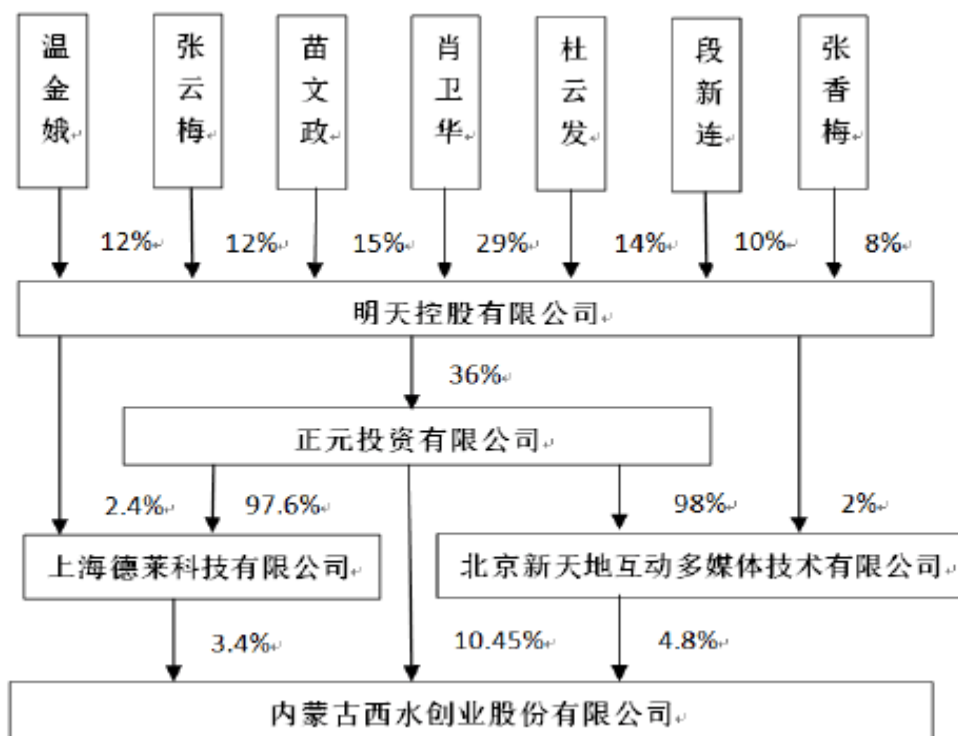 温金娥
张云梅
苗文政
肖卫华
杜云发
段新连
张香梅
12%
12%
15%
29%
14%
10%
8%
明天控股有限公司
36%
正元投资有限公司
2.4%
97.6%
98%
2%
上海德莱科技有限公司
北京新天地互动多媒体技术有限公司
3.4%
10.45%
4.8%
内蒙古西水创业股份有限公司